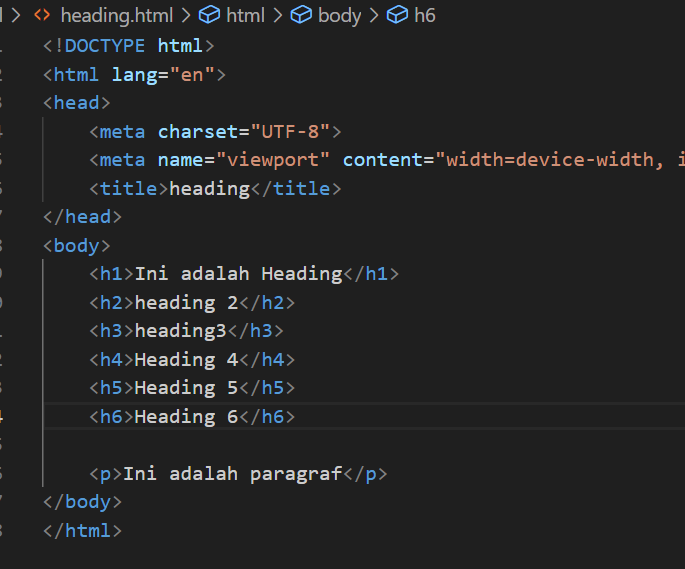 heading.html > html > body > h6
<!DOCTYPE html>
<html lang="en">
<head>
    <meta charset="UTF-8">
    <meta name="viewport" content="width=device-width,
    <title>heading</title>
</head>
<body>
    <h1>Ini adalah Heading</h1>
    <h2>heading 2</h2>
    <h3>heading3</h3>
    <h4>Heading 4</h4>
    <h5>Heading 5</h5>
    <h6>Heading 6</h6>
    <p>Ini adalah paragraf</p>
</body>
</html>